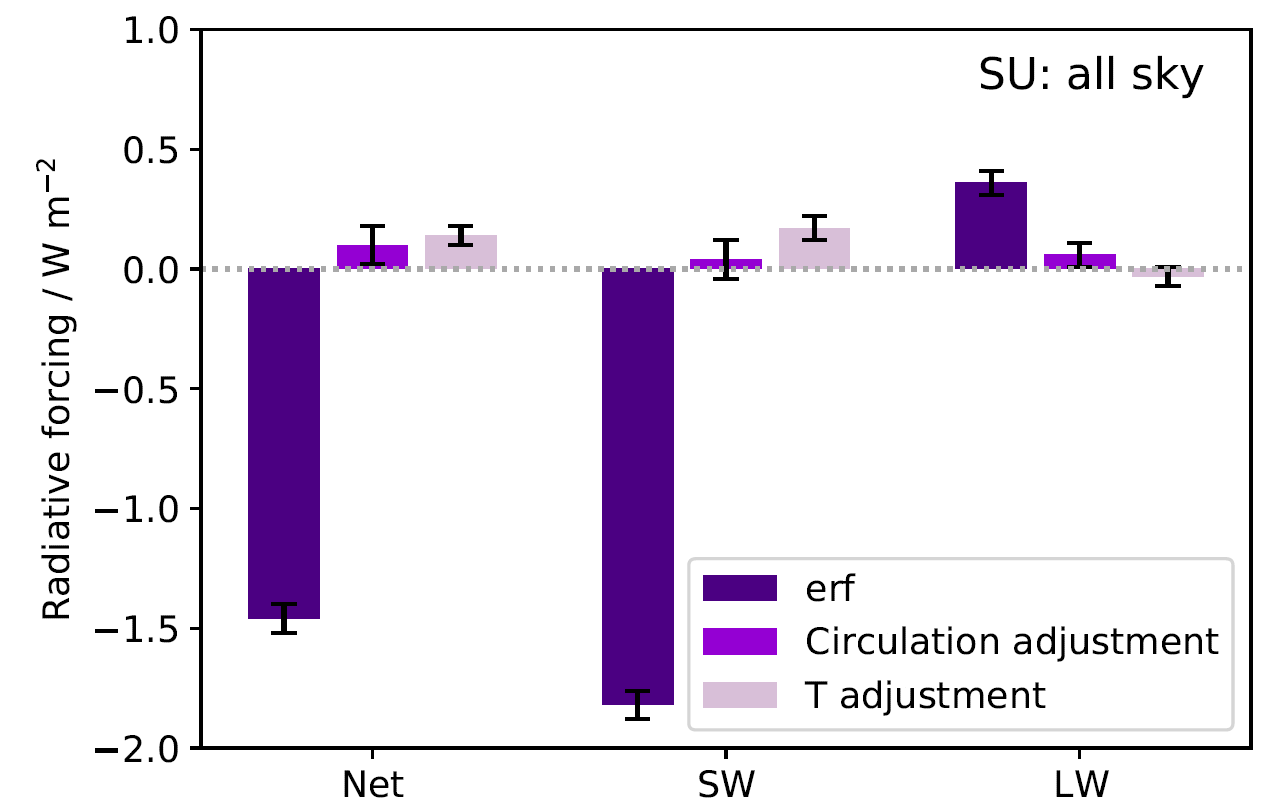 1.0
SU: all sky
0.5
0.0
−0.5
−1.0
−1.5
−2.0
Radiative forcing / W m⁻²
erf
Circulation adjustment
T adjustment
Net SW LW